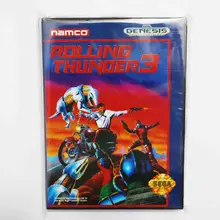 namco
GENESIS
ROLLING
THUNDER 3
SEGA